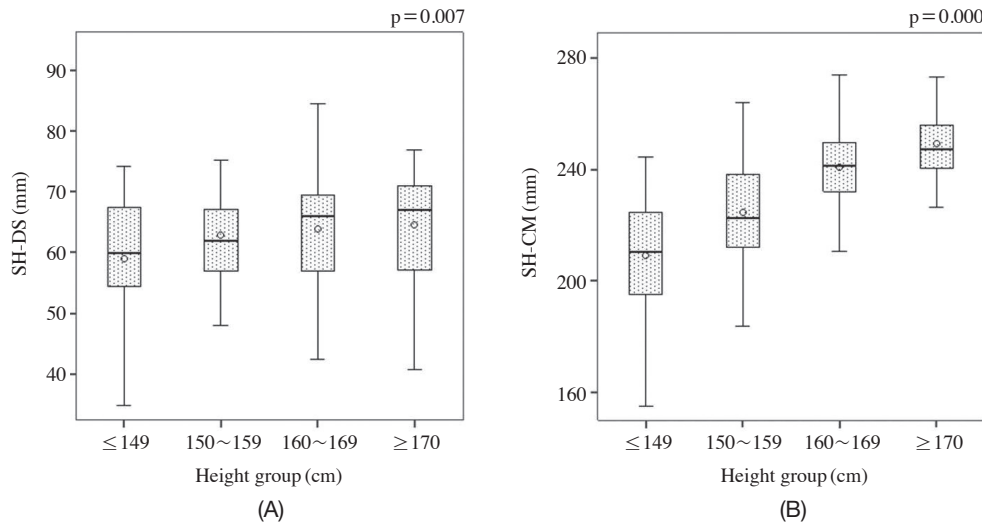 p=0.007
90
80
70
60
50
40
SH-DS (mm)
≤149
150~159
160~169
≥170
Height group (cm)
(A)
p=0.000
280
240
200
160
SH-CM (mm)
≤149
150~159
160~169
≥170
Height group (cm)
(B)